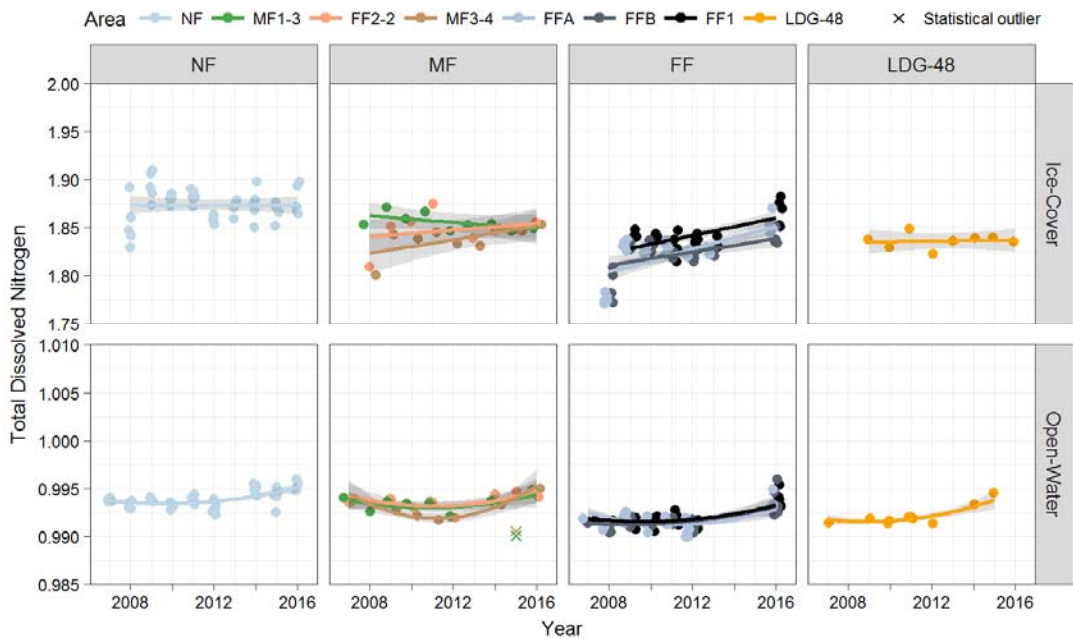 Area NF MF1-3 FF2-2 MF3-4 FFA FFB FF1 LDG-48 Statistical outlier
NF MF FF LDG-48
2.00
1.95
1.90
1.85
1.80
1.75
Ice-Cover
Total Dissolved Nitrogen
1.010
1.005
1.000
0.995
0.990
0.985
Open-Water
2008 2012 2016 2008 2012 2016 2008 2012 2016 2008 2012 2016
Year